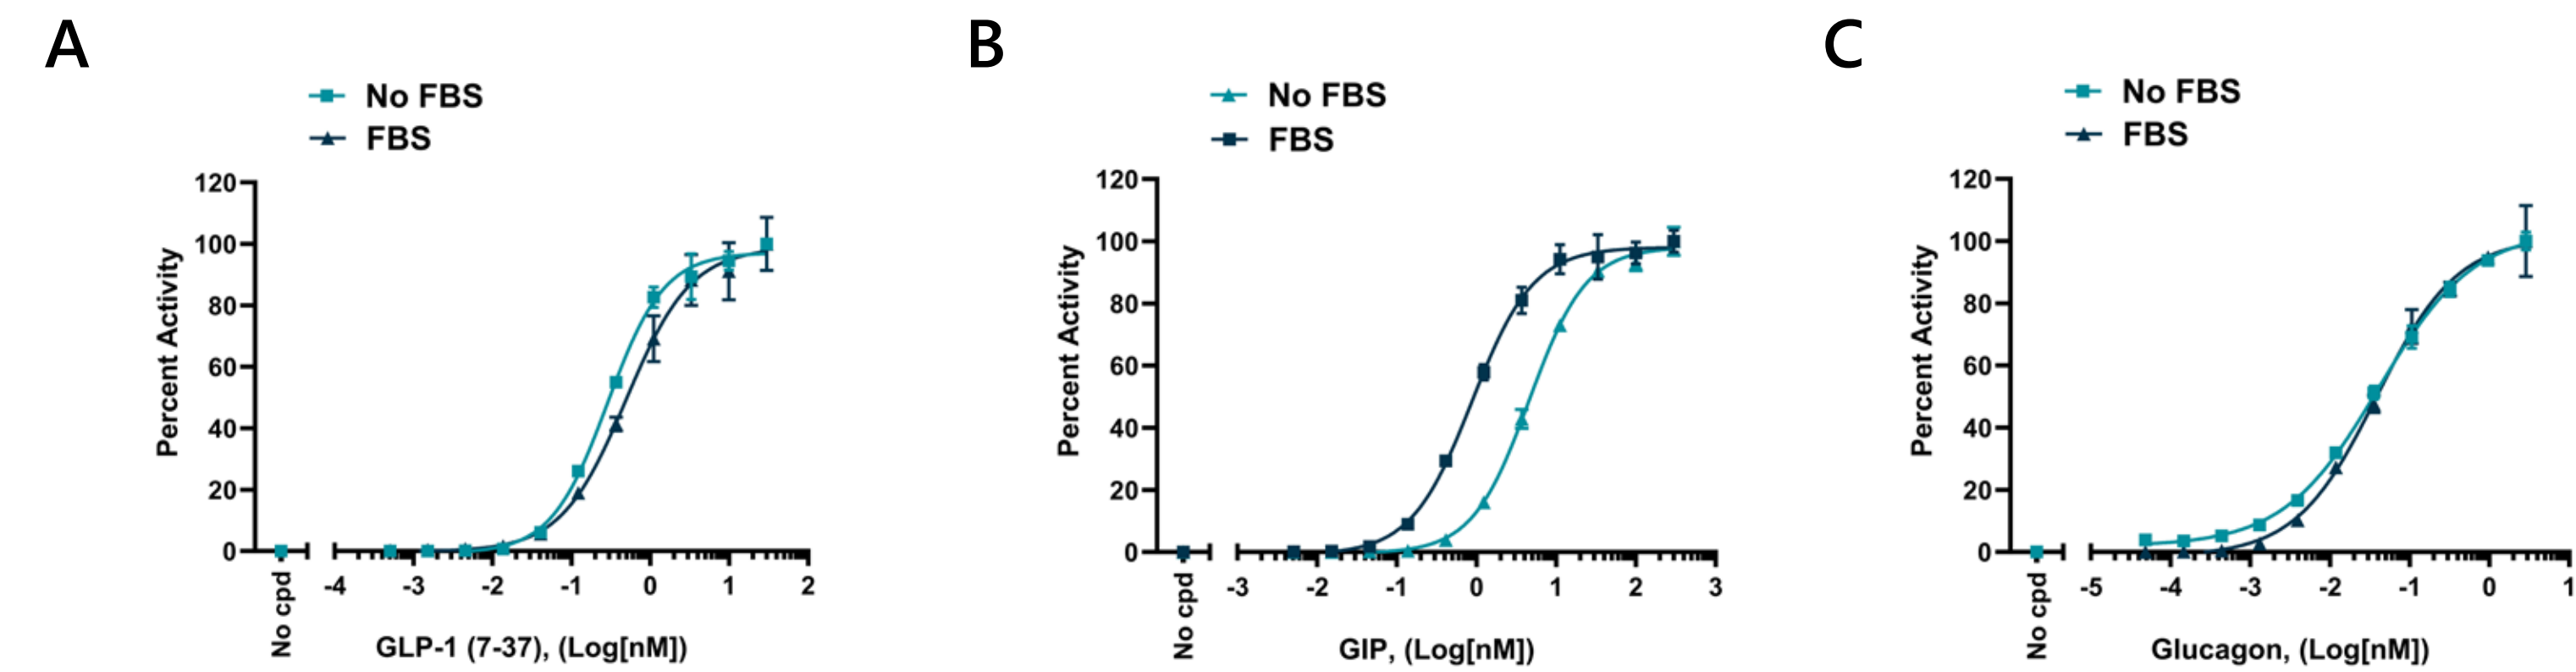 A
No FBS
FBS
120
100
80
60
40
20
0
Percent Activity
No cpd
-4 -3 -2 -1 0 1 2
GLP-1 (7-37), (Log[nM])
B
No FBS
FBS
120
100
80
60
40
20
0
Percent Activity
No cpd
-3 -2 -1 0 1 2 3
GIP, (Log[nM])
C
No FBS
FBS
120
100
80
60
40
20
0
Percent Activity
No cpd
-5 -4 -3 -2 -1 0 1
Glucagon, (Log[nM])